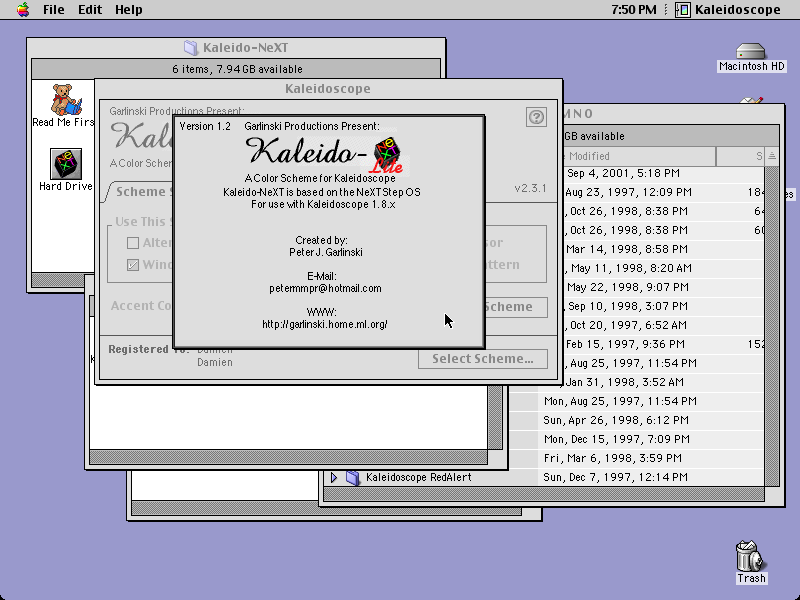 File Edit Help
7:50 PM
Kaleidoscope
Macintosh HD
Trash
Kaleido-NeXT
6 items, 7.94 GB available
Read Me Firs
Hard Drive
Kaleidoscope
Garlinski Productions Present:
A Color Schem
v2.3.1
Scheme S
Use This S
Alter
Wind
sor
ttern
Accent Co
Scheme
Registered To: Damien
Damien
Select Scheme...
Version 1.2 Garlinski Productions Present:
Kaleido-
Lite
A Color Scheme for Kaleidoscope
Kaleido-NeXT is based on the NeXTStep OS
For use with Kaleidoscope 1.8.x
Created by:
Peter J. Garlinski
E-Mail:
petermmpr@hotmail.com
WWW:
http://garlinski.home.ml.org/
M N O
GB available
Modified S
Sep 4, 2001, 5:18 PM
Aug 23, 1997, 12:09 PM 184
, Oct 26, 1998, 8:38 PM 64
, Oct 26, 1998, 8:38 PM 60
Mar 14, 1998, 8:58 PM
, May 11, 1998, 8:20 AM
May 22, 1998, 9:07 PM
Sep 10, 1998, 3:07 PM
Oct 20, 1997, 6:52 AM
Feb 15, 1997, 9:36 PM 152
, Aug 25, 1997, 11:54 PM
Jan 31, 1998, 3:52 AM
Mon, Aug 25, 1997, 11:54 PM
Sun, Apr 26, 1998, 6:12 PM
Mon, Dec 15, 1997, 7:09 PM
Fri, Mar 6, 1998, 3:59 PM
Kaleidoscope RedAlert Sun, Dec 7, 1997, 12:14 PM